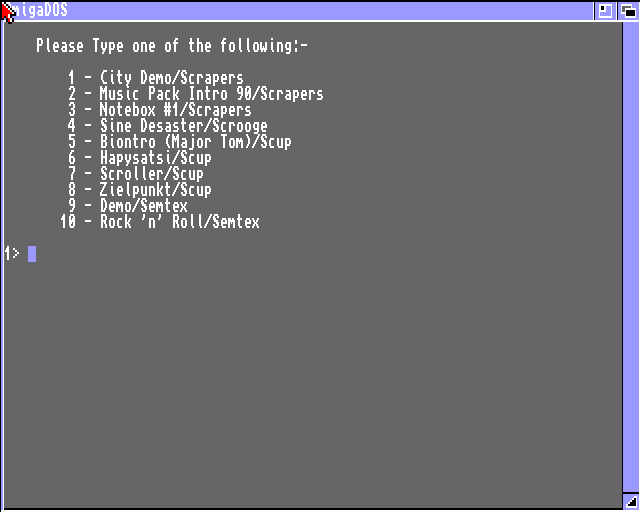 migaDOS
Please Type one of the following:-
1 - City Demo/Scrapers
2 - Music Pack Intro 90/Scrapers
3 - Notebox #1/Scrapers
4 - Sine Desaster/Scrooge
5 - Biontro (Major Tom)/Scup
6 - Hapysatsi/Scup
7 - Scroller/Scup
8 - Zielpunkt/Scup
9 - Demo/Semtex
10 - Rock 'n' Roll/Semtex
1>